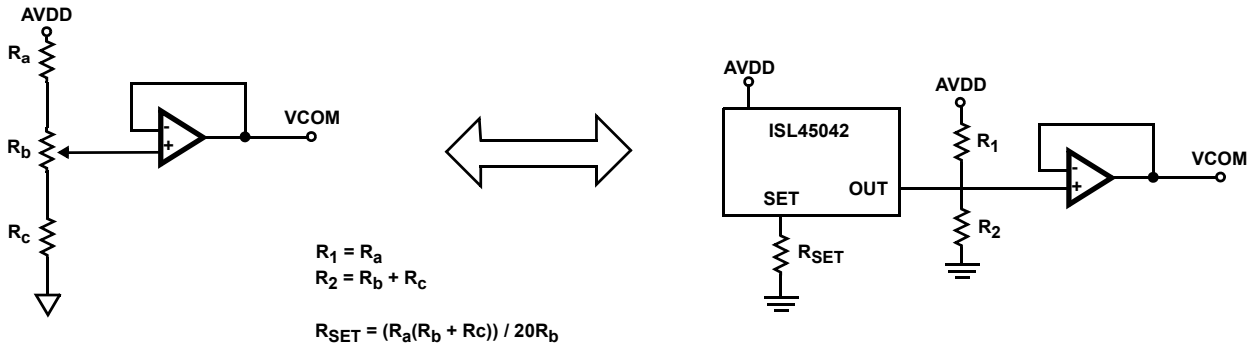 AVDD
Ra
Rb
Rc
-
+
VCOM
R1 = Ra
R2 = Rb + Rc
RSET = (Ra(Rb + Rc)) / 20Rb
AVDD
ISL45042
SET
OUT
RSET
AVDD
R1
R2
-
+
VCOM